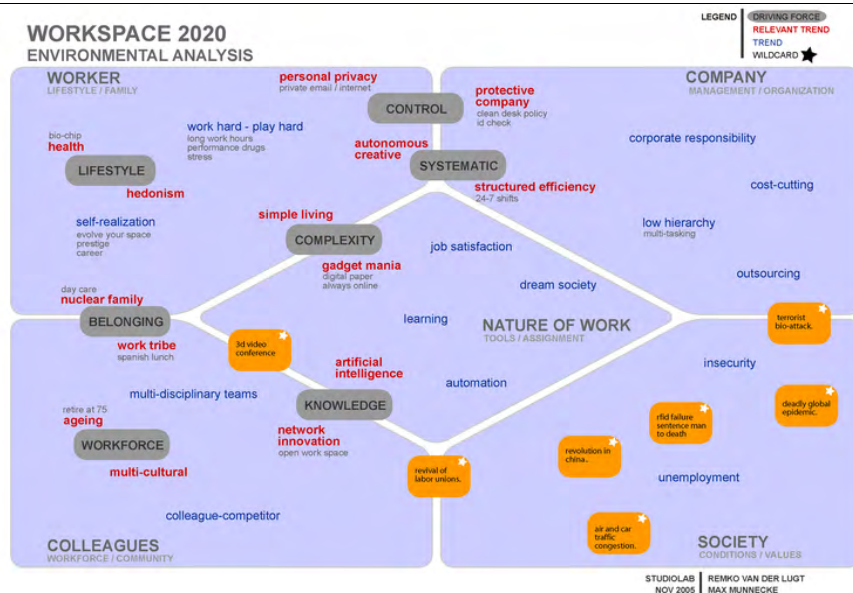 WORKSPACE 2020
ENVIRONMENTAL ANALYSIS
LEGEND
DRIVING FORCE
RELEVANT TREND
TREND
WILDCARD
WORKER
LIFESTYLE / FAMILY
personal privacy
private email / internet
CONTROL
protective
company
clean desk policy
id check
COMPANY
MANAGEMENT / ORGANIZATION
bio-chip
health
LIFESTYLE
hedonism
work hard - play hard
long work hours
performance drugs
stress
autonomous
creative
SYSTEMATIC
structured efficiency
24-7 shifts
corporate responsibility
cost-cutting
low hierarchy
multi-tasking
outsourcing
self-realization
evolve your space
prestige
career
simple living
COMPLEXITY
gadget mania
digital paper
always online
job satisfaction
dream society
learning
NATURE OF WORK
TOOLS / ASSIGNMENT
automation
day care
nuclear family
BELONGING
work tribe
spanish lunch
3d video
conference
artificial
intelligence
KNOWLEDGE
network
innovation
open work space
multi-disciplinary teams
retire at 75
ageing
WORKFORCE
multi-cultural
colleague-competitor
COLLEAGUES
WORKFORCE / COMMUNITY
revival of
labor unions.
terrorist
bio-attack.
insecurity
deadly global
epidemic.
rfid failure
sentence man
to death
revolution in
china..
unemployment
air and car
traffic
congestion.
SOCIETY
CONDITIONS / VALUES
STUDIOLAB
NOV 2005
REMKO VAN DER LUGT
MAX MUNNECKE